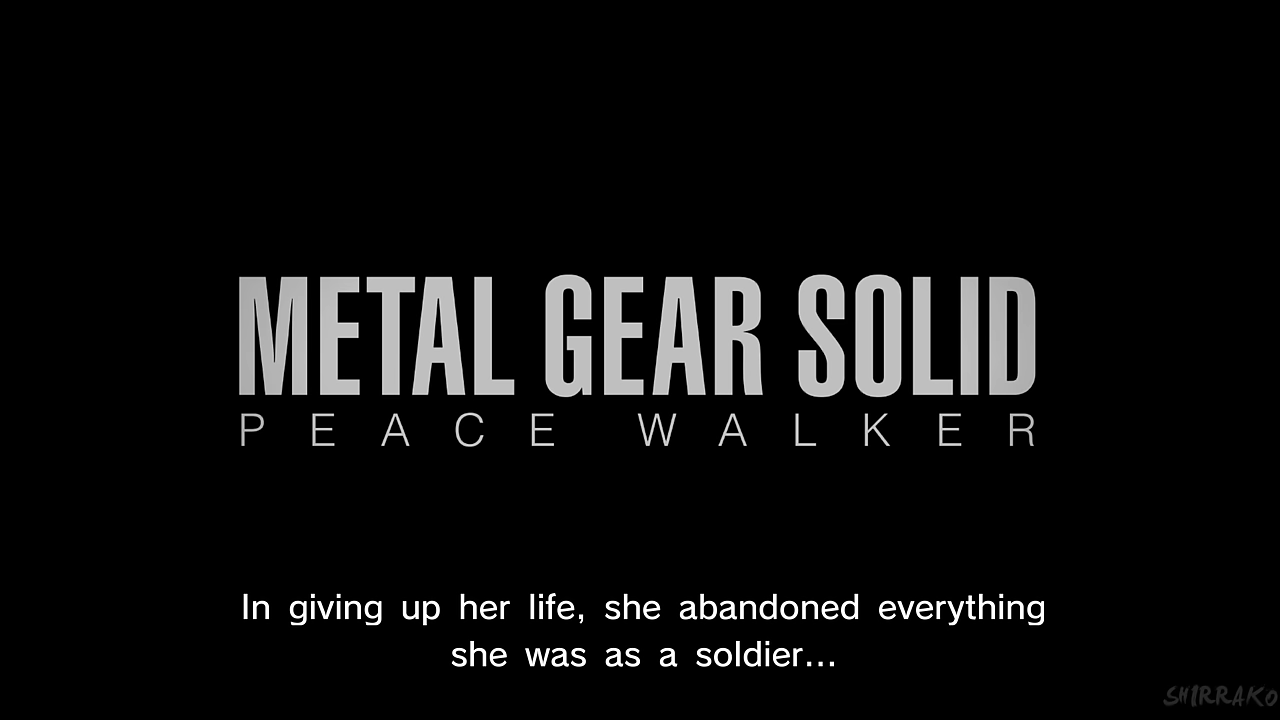 METAL GEAR SOLID
PEACE WALKER
In giving up her life, she abandoned everything
she was as a soldier...
SHIRRAKO